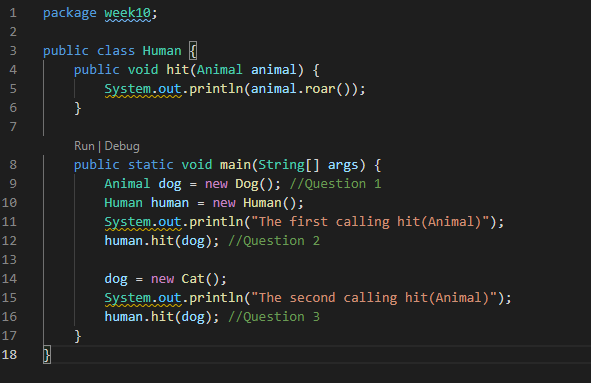 1 package week10;
2
3 public class Human {
4 public void hit(Animal animal) {
5 System.out.println(animal.roar());
6 }
7
Run | Debug
8 public static void main(String[] args) {
9 Animal dog = new Dog(); //Question 1
10 Human human = new Human();
11 System.out.println("The first calling hit(Animal)");
12 human.hit(dog); //Question 2
13
14 dog = new Cat();
15 System.out.println("The second calling hit(Animal)");
16 human.hit(dog); //Question 3
17 }
18 }